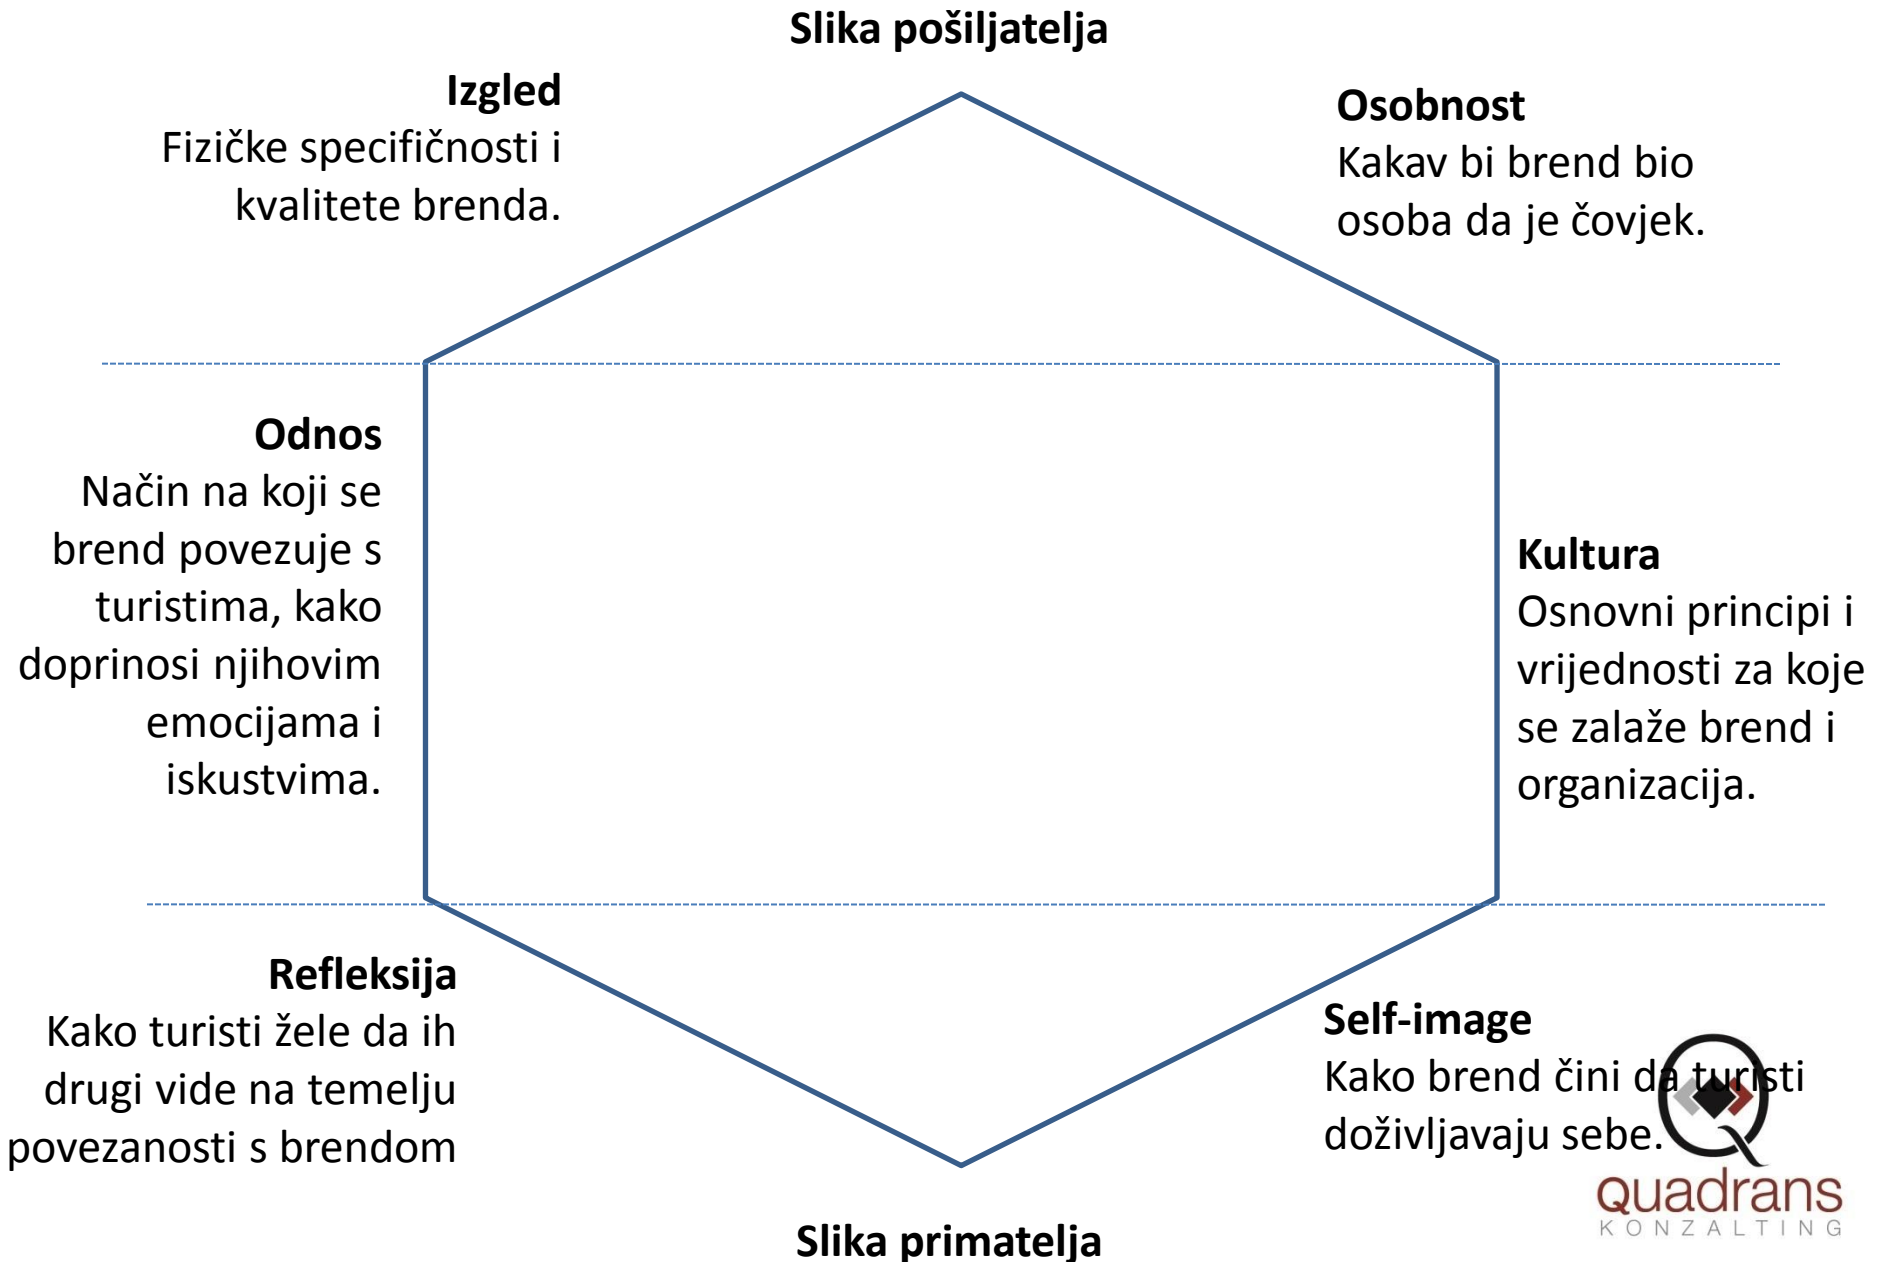 Slika pošiljatelja
Izgled
Fizičke specifičnosti i
kvalitete brenda.
Osobnost
Kakav bi brend bio
osoba da je čovjek.
Odnos
Način na koji se
brend povezuje s
turistima, kako
doprinosi njihovim
emocijama i
iskustvima.
Kultura
Osnovni principi i
vrijednosti za koje
se zalaže brend i
organizacija.
Refleksija
Kako turisti žele da ih
drugi vide na temelju
povezanosti s brendom
Self-image
Kako brend čini da turisti
doživljavaju sebe.
quadrans
KONZALTING
Slika primatelja